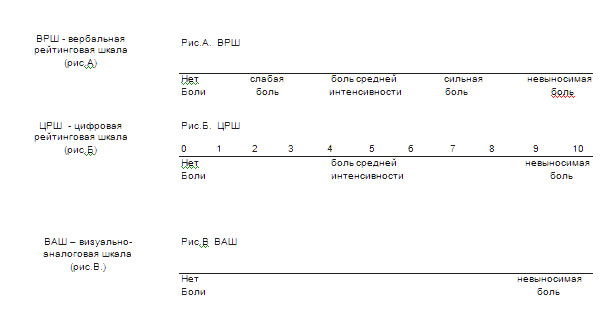 ВРШ - вербальная
рейтинговая шкала
(рис.А)
Рис.А. ВРШ
Нет слабая боль средней сильная невыносимая
Боли боль интенсивности боль боль
ЦРШ - цифровая
рейтинговая шкала
(рис.Б)
Рис.Б. ЦРШ
0 1 2 3 4 5 6 7 8 9 10
Нет боль средней невыносимая
Боли интенсивности боль
ВАШ – визуально-
аналоговая шкала
(рис.В.)
Рис.В ВАШ
Нет невыносимая
Боли боль